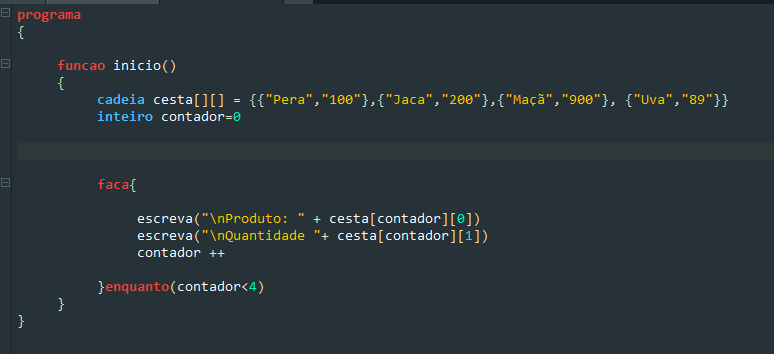 programa
{
funcao inicio()
{
cadeia cesta[][] = {{"Pera","100"},{"Jaca","200"},{"Maçã","900"}, {"Uva","89"}}
inteiro contador=0
faca{
escreva("\nProduto: " + cesta[contador][0])
escreva("\nQuantidade "+ cesta[contador][1])
contador ++
}enquanto(contador<4)
}
}